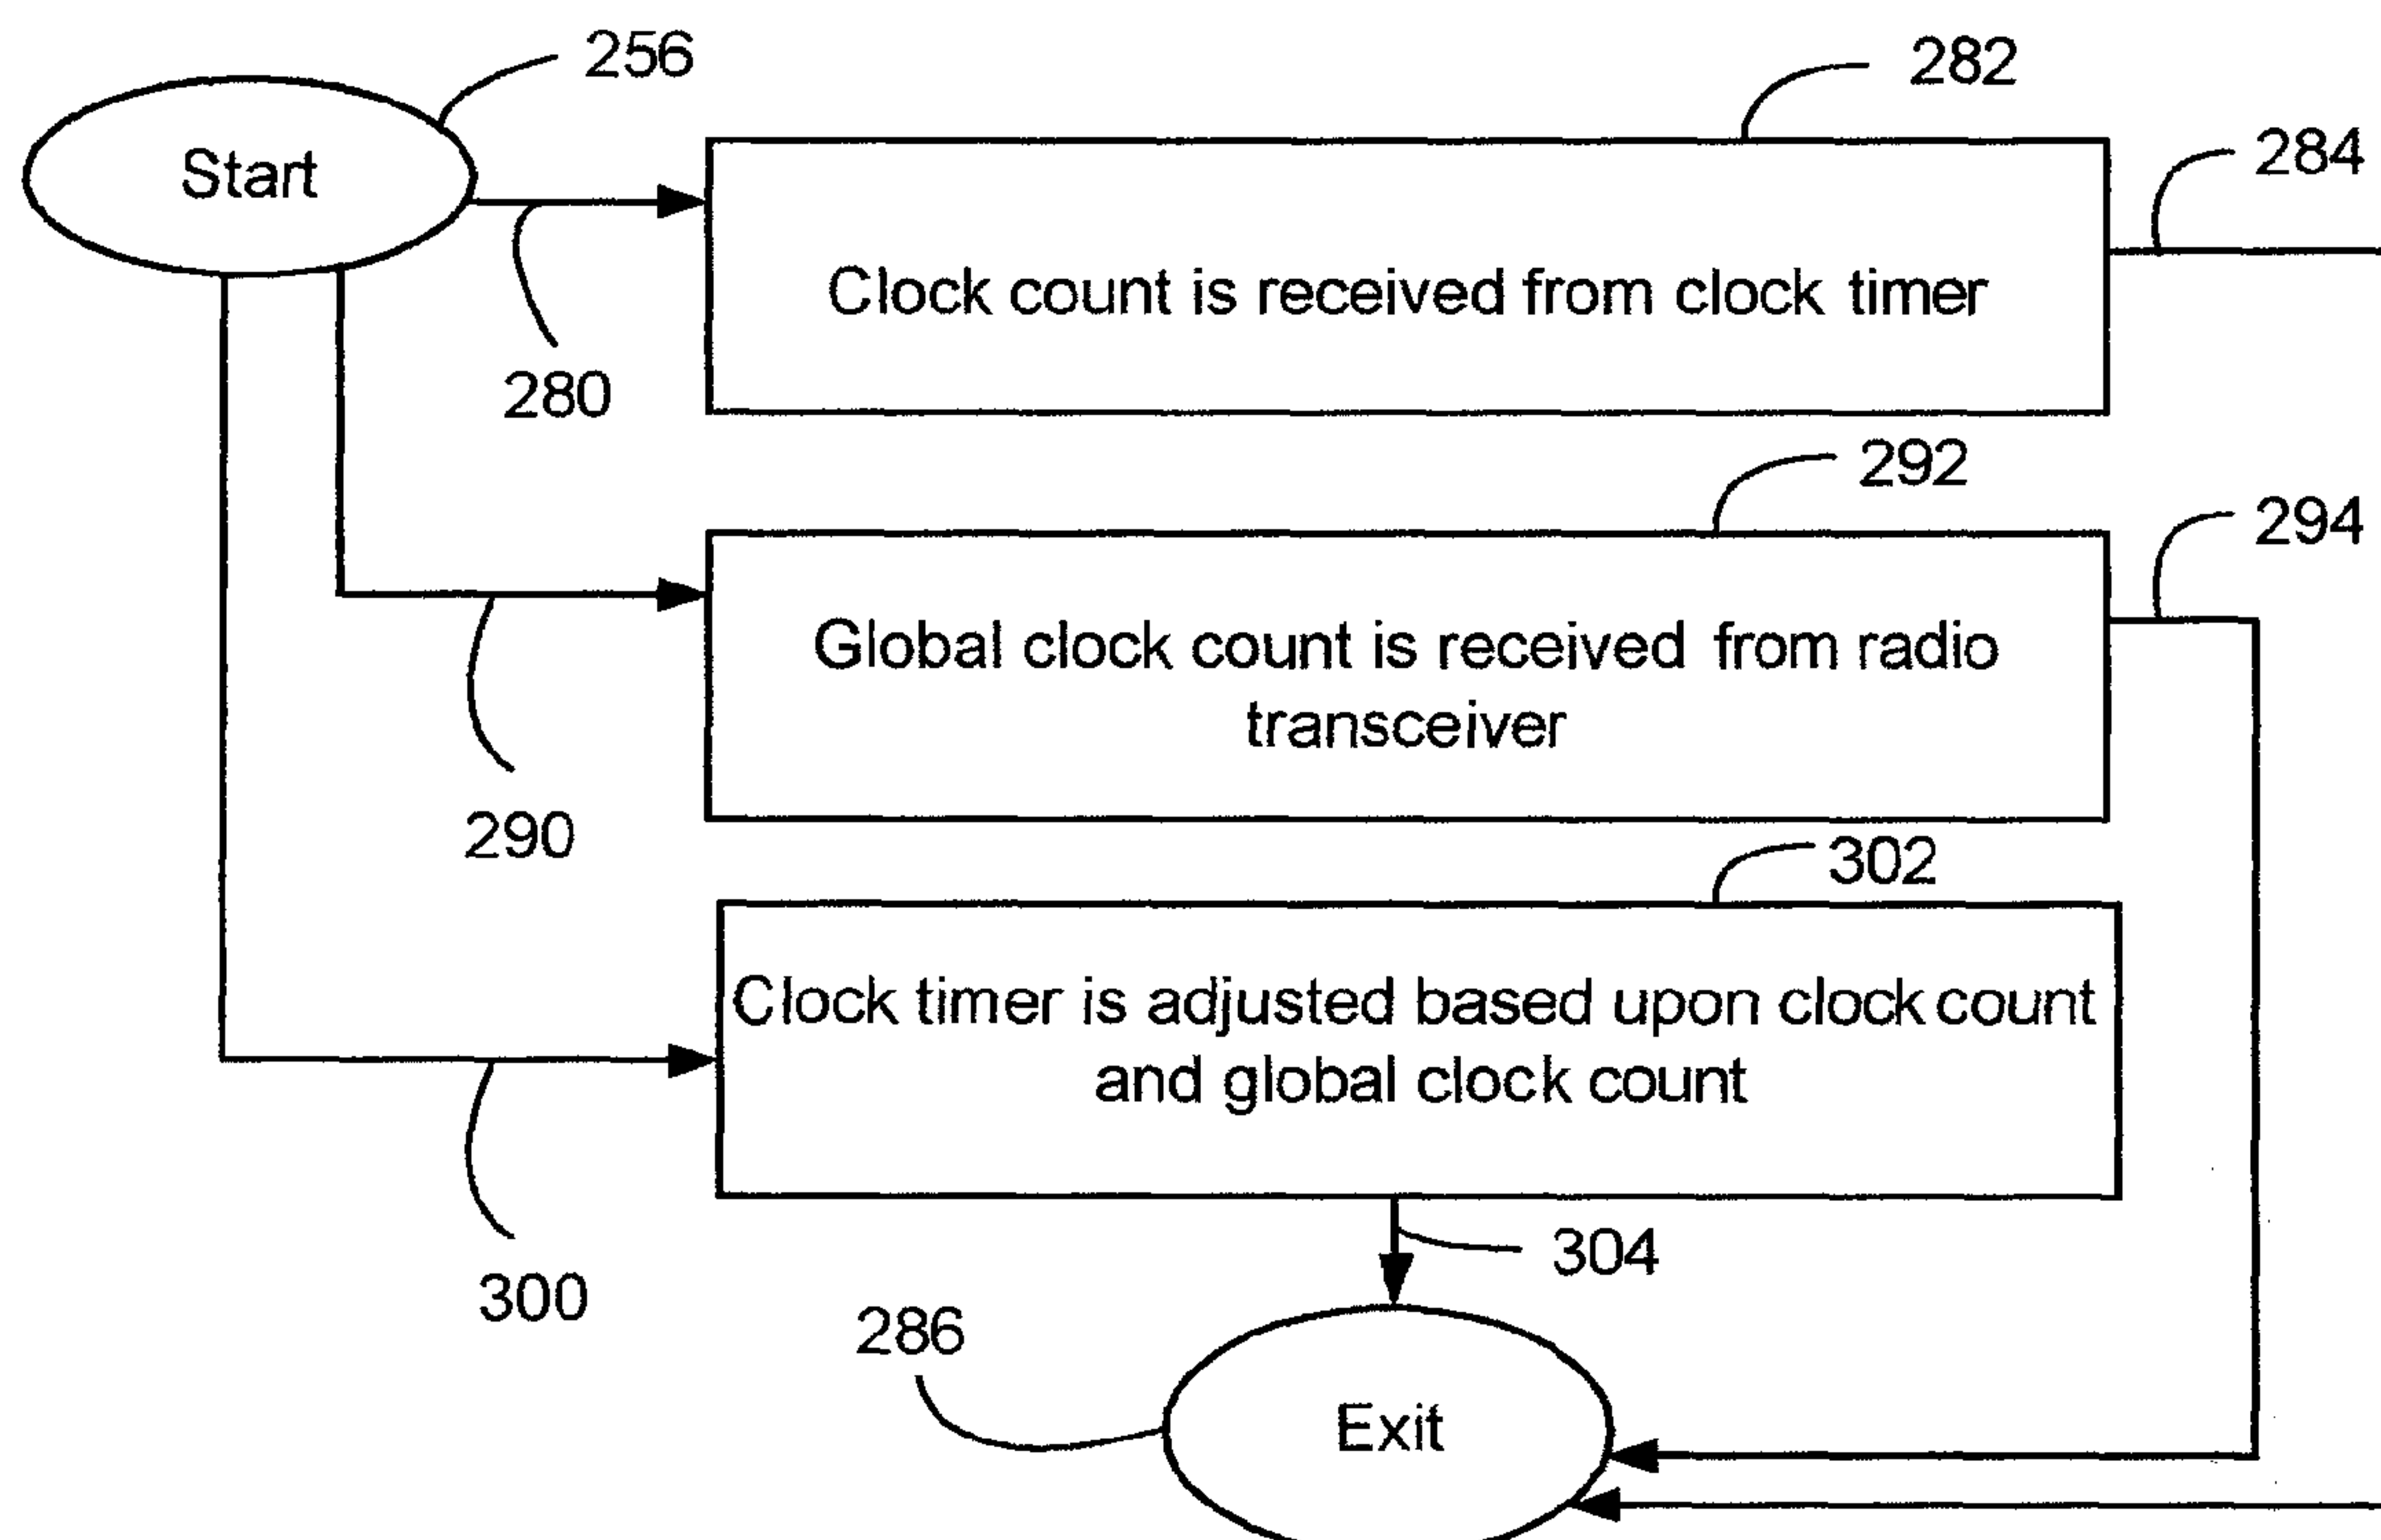 256
Start
282
284
Clock count is received from clock timer
280
292
294
Global clock count is received from radio
transceiver
290
302
Clock timer is adjusted based upon clock count
and global clock count
304
300
286
Exit